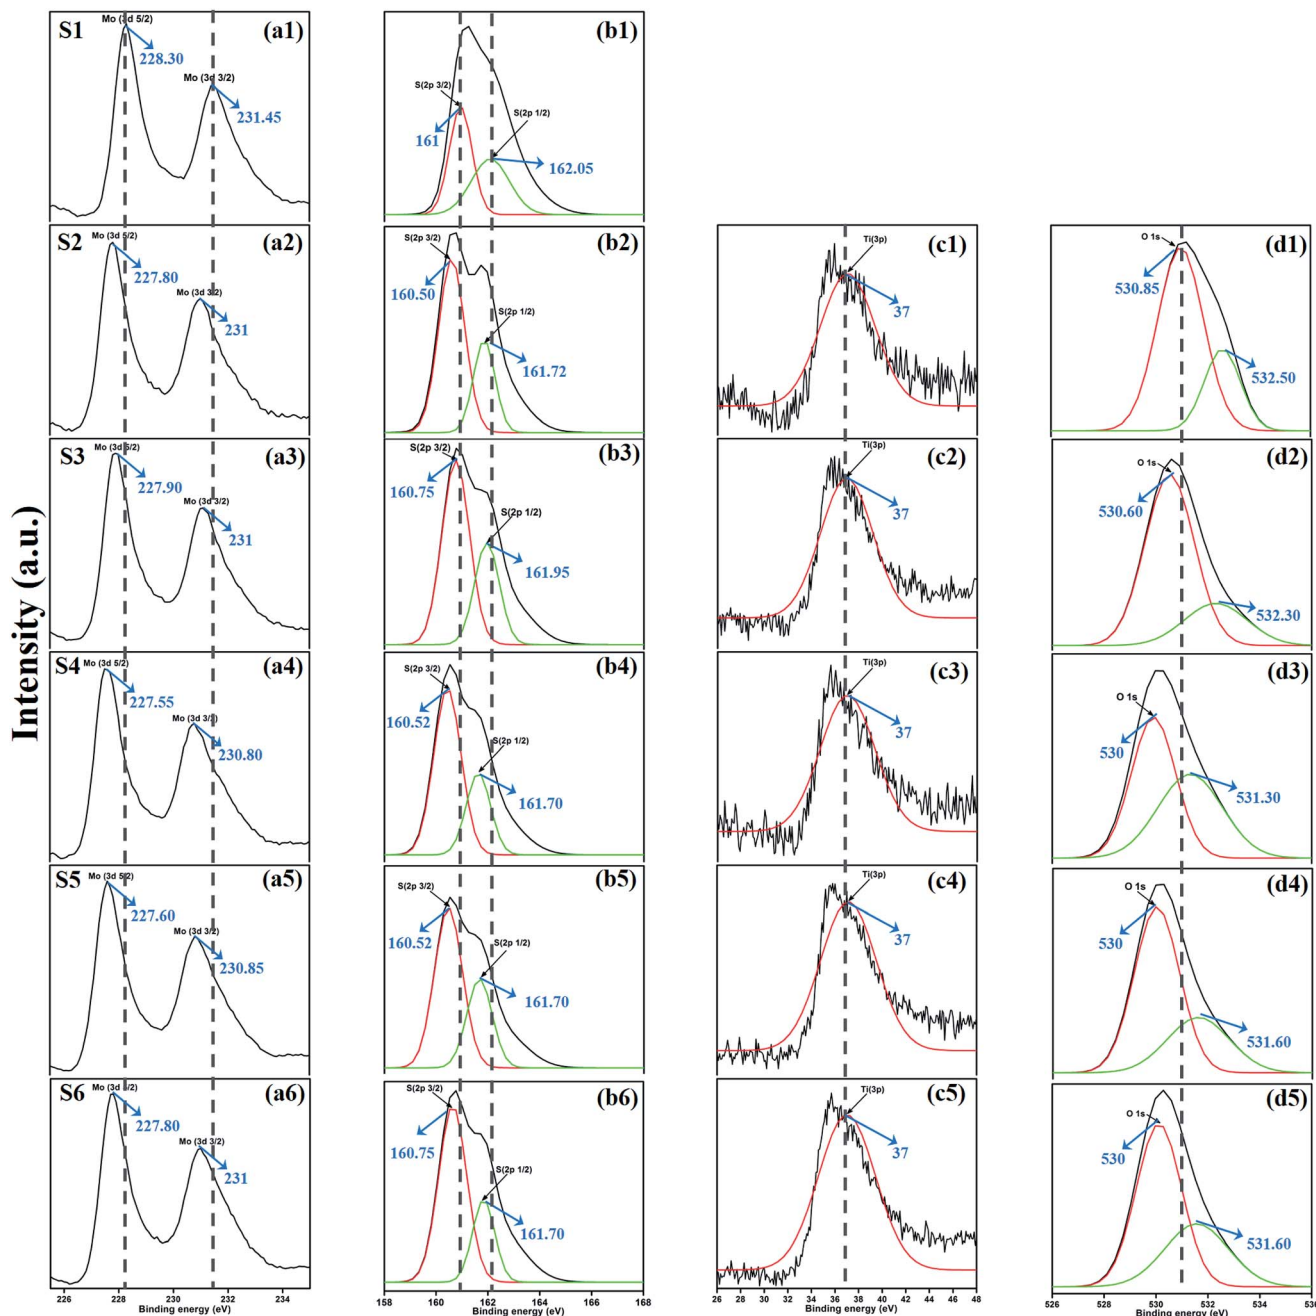 Intensity (a.u.)
S1
Mo (3d 5/2)
(a1)
228.30
Mo (3d 3/2)
231.45
(b1)
S(2p 3/2)
161
S(2p 1/2)
162.05
S2
Mo (3d 5/2)
(a2)
227.80
Mo (3d 3/2)
231
S(2p 3/2)
(b2)
160.50
S(2p 1/2)
161.72
Ti(3p)
(c1)
37
O 1s
(d1)
530.85
532.50
S3
Mo (3d 5/2)
(a3)
227.90
Mo (3d 3/2)
231
S(2p 3/2)
(b3)
160.75
S(2p 1/2)
161.95
Ti(3p)
(c2)
37
O 1s
(d2)
530.60
532.30
S4
Mo (3d 5/2)
(a4)
227.55
Mo (3d 3/2)
230.80
S(2p 3/2)
(b4)
160.52
S(2p 1/2)
161.70
Ti(3p)
(c3)
37
O 1s
(d3)
530
531.30
S5
Mo (3d 5/2)
(a5)
227.60
Mo (3d 3/2)
230.85
S(2p 3/2)
(b5)
160.52
S(2p 1/2)
161.70
Ti(3p)
(c4)
37
O 1s
(d4)
530
531.60
S6
Mo (3d 5/2)
(a6)
227.80
Mo (3d 3/2)
231
S(2p 3/2)
(b6)
160.75
S(2p 1/2)
161.70
Ti(3p)
(c5)
37
O 1s
(d5)
530
531.60
226 228 230 232 234
Binding energy (eV)
158 160 162 164 166 168
Binding energy (eV)
26 28 30 32 34 36 38 40 42 44 46 48
Binding energy (eV)
526 528 530 532 534
Binding energy (eV)